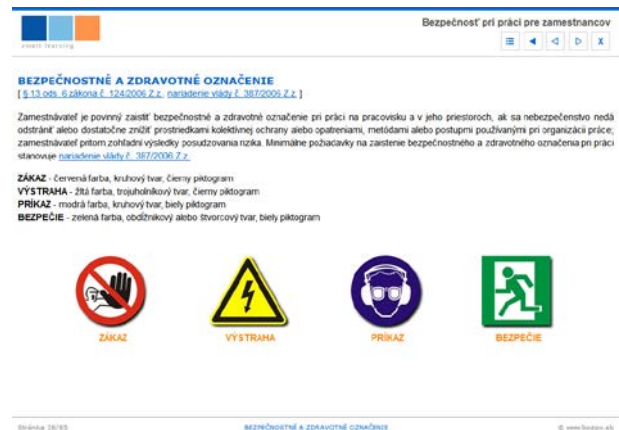 Bezpečnosť pri práci pre zamestnancov
smart learning
X
BEZPEČNOSTNÉ A ZDRAVOTNÉ OZNAČENIE
[ § 13 ods. 6 zákona č. 124/2006 Z.z., nariadenie vlády č. 387/2006 Z.z. ]
Zamestnávateľ je povinný zaistiť bezpečnostné a zdravotné označenie pri práci na pracovisku a v jeho priestoroch, ak sa nebezpečenstvo nedá
odstrániť alebo dostatočne znížiť prostriedkami kolektívnej ochrany alebo opatreniami, metódami alebo postupmi používanými pri organizácii práce;
zamestnávateľ pritom zohľadní výsledky posudzovania rizika. Minimálne požiadavky na zaistenie bezpečnostného a zdravotného označenia pri práci
stanovuje nariadenie vlády č. 387/2006 Z.z.
ZÁKAZ - červená farba, kruhový tvar, čierny piktogram
VÝSTRAHA - žltá farba, trojuholníkový tvar, čierny piktogram
PRÍKAZ - modrá farba, kruhový tvar, biely piktogram
BEZPEČIE - zelená farba, obdĺžnikový alebo štvorcový tvar, biely piktogram
ZÁKAZ
VÝSTRAHA
PRÍKAZ
BEZPEČIE
BEZPEČNOSTNÉ A ZDRAVOTNÉ OZNAČENIE